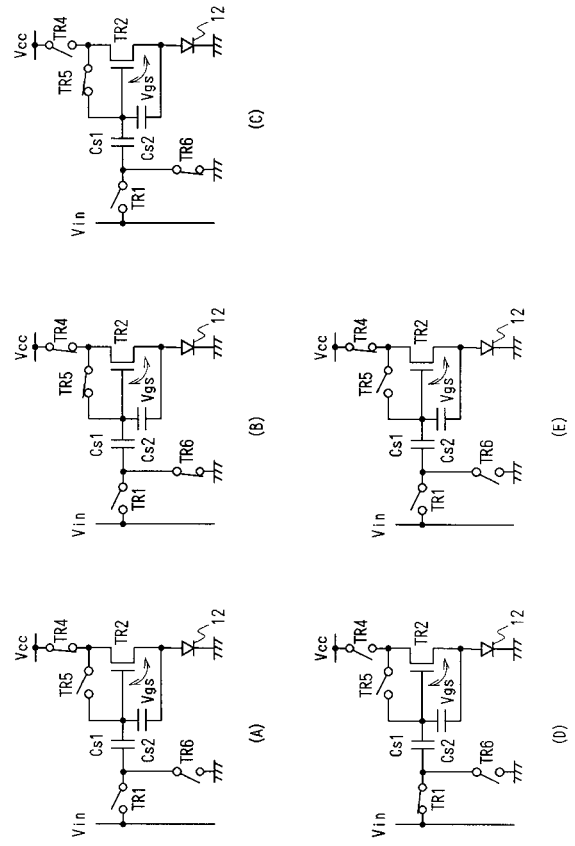 Vcc
TR4
TR5
TR2
Vgs
Cs1
Cs2
12
Vin
TR1
TR6
(A)
Vcc
TR4
TR5
TR2
Vgs
Cs1
Cs2
12
Vin
TR1
TR6
(B)
Vcc
TR4
TR5
TR2
Vgs
Cs1
Cs2
12
Vin
TR1
TR6
(C)
Vcc
TR4
TR5
TR2
Vgs
Cs1
Cs2
12
Vin
TR1
TR6
(D)
Vcc
TR4
TR5
TR2
Vgs
Cs1
Cs2
12
Vin
TR1
TR6
(E)